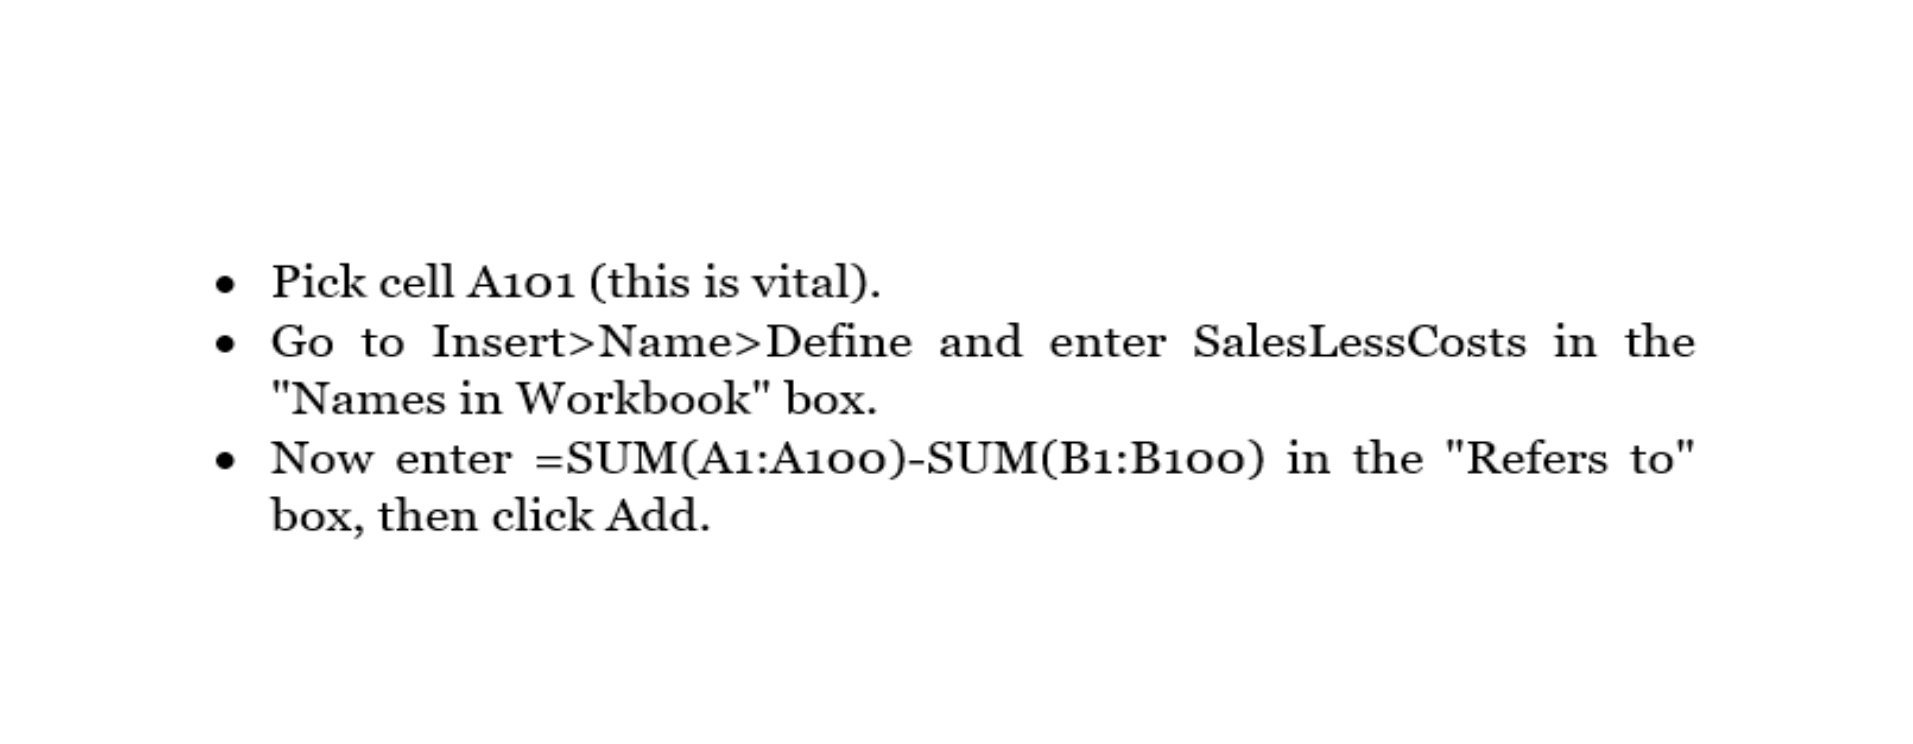 • Pick cell A101 (this is vital).
• Go to Insert>Name>Define and enter SalesLessCosts in the
"Names in Workbook" box.
• Now enter =SUM(A1:A100)-SUM(B1:B100) in the "Refers to"
box, then click Add.